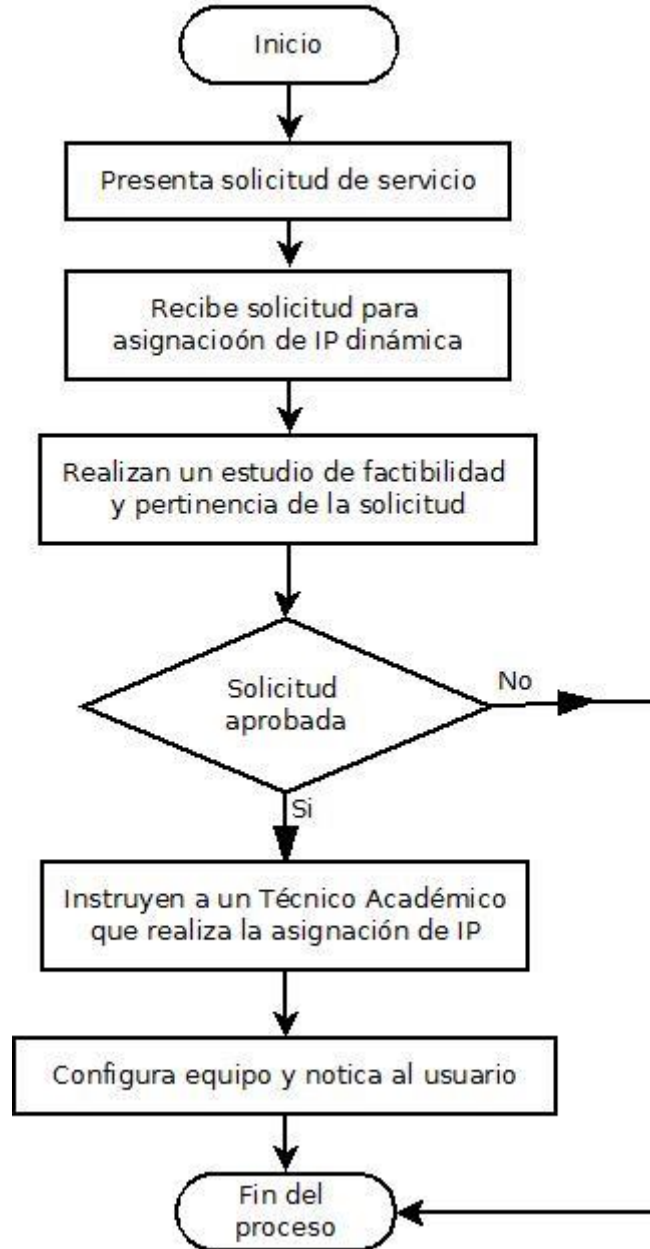 Inicio
Presenta solicitud de servicio
Recibe solicitud para
asignacioón de IP dinámica
Realizan un estudio de factibilidad
y pertinencia de la solicitud
Solicitud
aprobada
No
Si
Instruyen a un Técnico Académico
que realiza la asignación de IP
Configura equipo y notica al usuario
Fin del
proceso